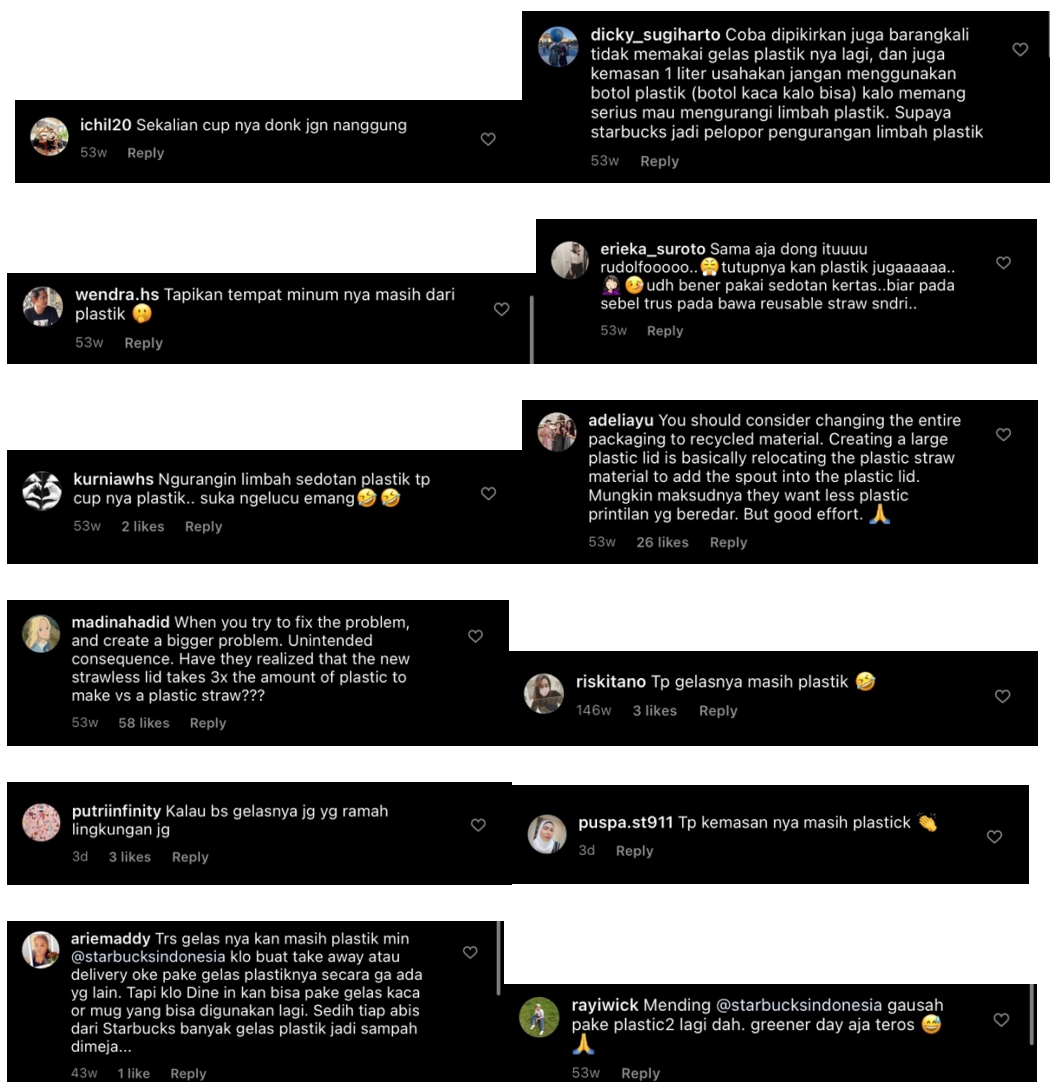 ichil20 Sekalian cup nya donk jgn nanggung
53w Reply
dicky_sugiharto Coba dipikirkan juga barangkali
tidak memakai gelas plastik nya lagi, dan juga
kemasan 1 liter usahakan jangan menggunakan
botol plastik (botol kaca kalo bisa) kalo memang
serius mau mengurangi limbah plastik. Supaya
starbucks jadi pelopor pengurangan limbah plastik
53w Reply
wendra.hs Tapikan tempat minum nya masih dari
plastik 🤭
53w Reply
erieka_suroto Sama aja dong ituuuu
rudolfooooo..😤tutupnya kan plastik jugaaaaaa..
🤦🏻‍♀️🤒udh bener pakai sedotan kertas..biar pada
sebel trus pada bawa reusable straw sndri..
53w Reply
kurniawhs Ngurangin limbah sedotan plastik tp
cup nya plastik.. suka ngelucu emang🤣🤣
53w 2 likes Reply
adeliayu You should consider changing the entire
packaging to recycled material. Creating a large
plastic lid is basically relocating the plastic straw
material to add the spout into the plastic lid.
Mungkin maksudnya they want less plastic
printilan yg beredar. But good effort. 🙏
53w 26 likes Reply
madinahadid When you try to fix the problem,
and create a bigger problem. Unintended
consequence. Have they realized that the new
strawless lid takes 3x the amount of plastic to
make vs a plastic straw???
53w 58 likes Reply
riskitano Tp gelasnya masih plastik 🤣
146w 3 likes Reply
putriinfinity Kalau bs gelasnya jg yg ramah
lingkungan jg
3d 3 likes Reply
puspa.st911 Tp kemasan nya masih plastick 👏
3d Reply
ariemaddy Trs gelas nya kan masih plastik min
@starbucksindonesia klo buat take away atau
delivery oke pake gelas plastiknya secara ga ada
yg lain. Tapi klo Dine in kan bisa pake gelas kaca
or mug yang bisa digunakan lagi. Sedih tiap abis
dari Starbucks banyak gelas plastik jadi sampah
dimeja...
43w 1 like Reply
rayiwick Mending @starbucksindonesia gausah
pake plastic2 lagi dah. greener day aja teros 😅
🙏
53w Reply